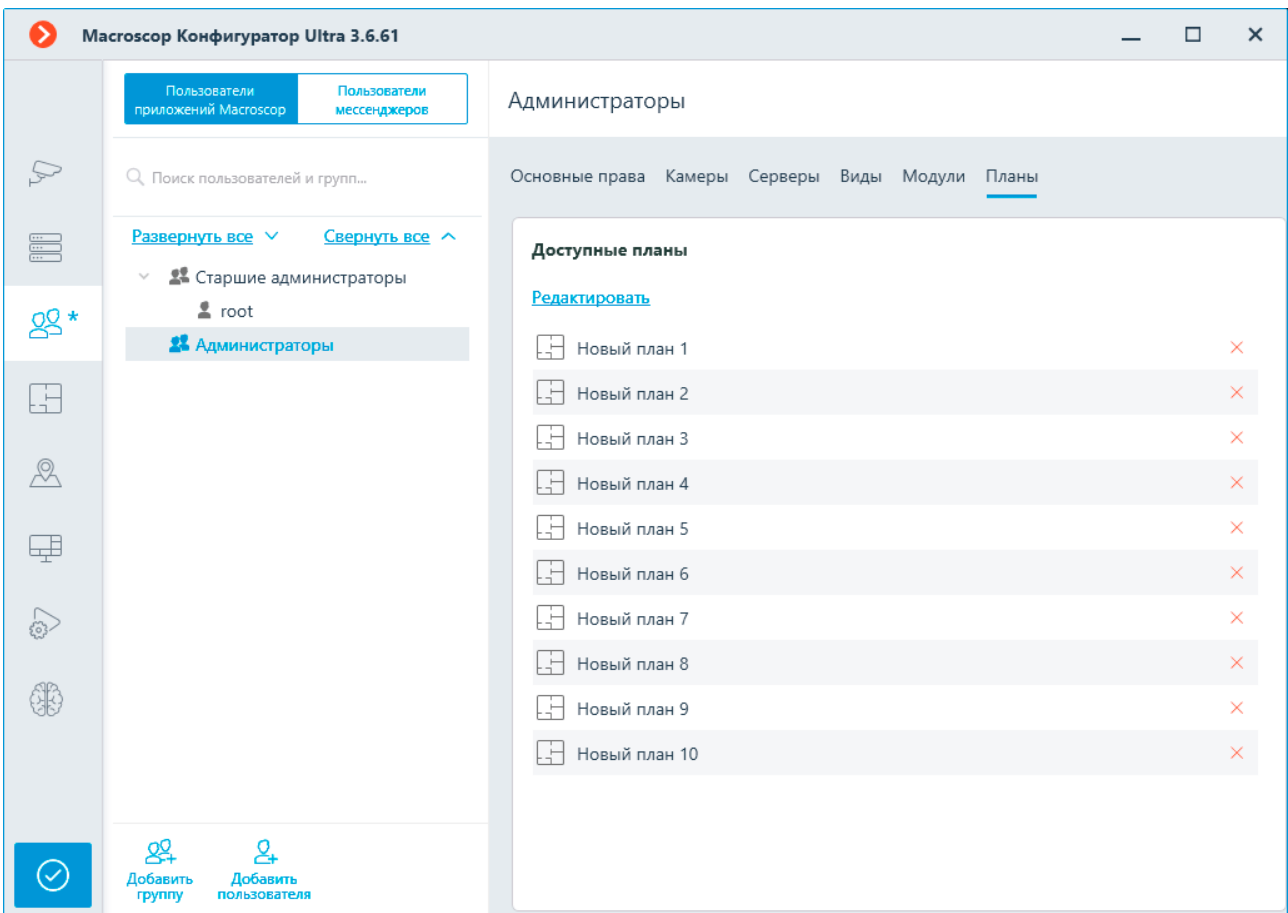 Macroscop Конфигуратор Ultra 3.6.61
Пользователи
приложений Macroscop
Пользователи
мессенджеров
Поиск пользователей и групп...
Развернуть все
Свернуть все
Старшие администраторы
root
Администраторы
Добавить
группу
Добавить
пользователя
*
Администраторы
Основные права Камеры Серверы Виды Модули Планы
Доступные планы
Редактировать
Новый план 1
Новый план 2
Новый план 3
Новый план 4
Новый план 5
Новый план 6
Новый план 7
Новый план 8
Новый план 9
Новый план 10